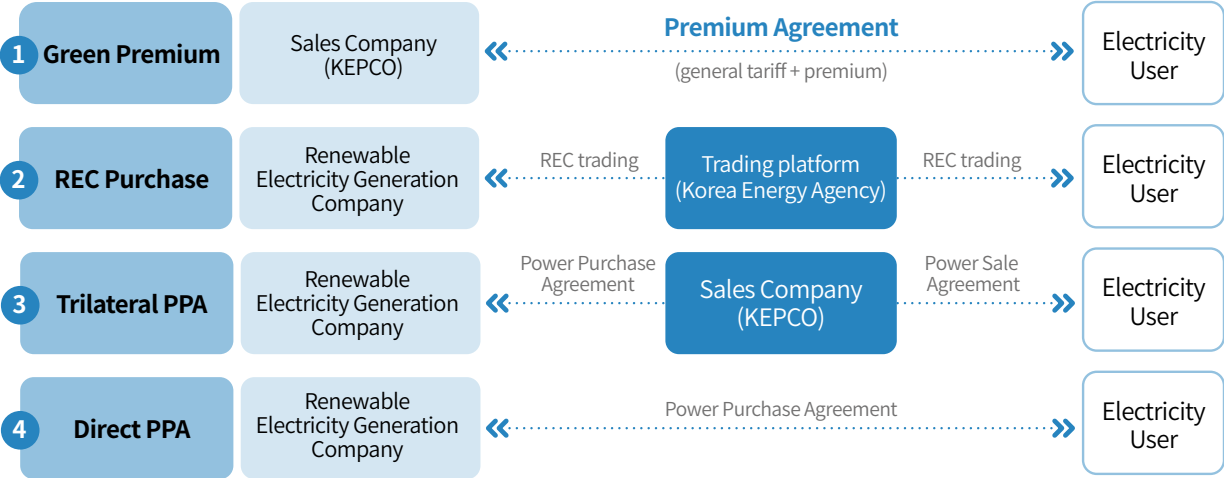 1 Green Premium
Sales Company
(KEPCO)
Premium Agreement
(general tariff + premium)
Electricity
User
2 REC Purchase
Renewable
Electricity Generation
Company
REC trading
Trading platform
(Korea Energy Agency)
REC trading
Electricity
User
3 Trilateral PPA
Renewable
Electricity Generation
Company
Power Purchase
Agreement
Sales Company
(KEPCO)
Power Sale
Agreement
Electricity
User
4 Direct PPA
Renewable
Electricity Generation
Company
Power Purchase Agreement
Electricity
User